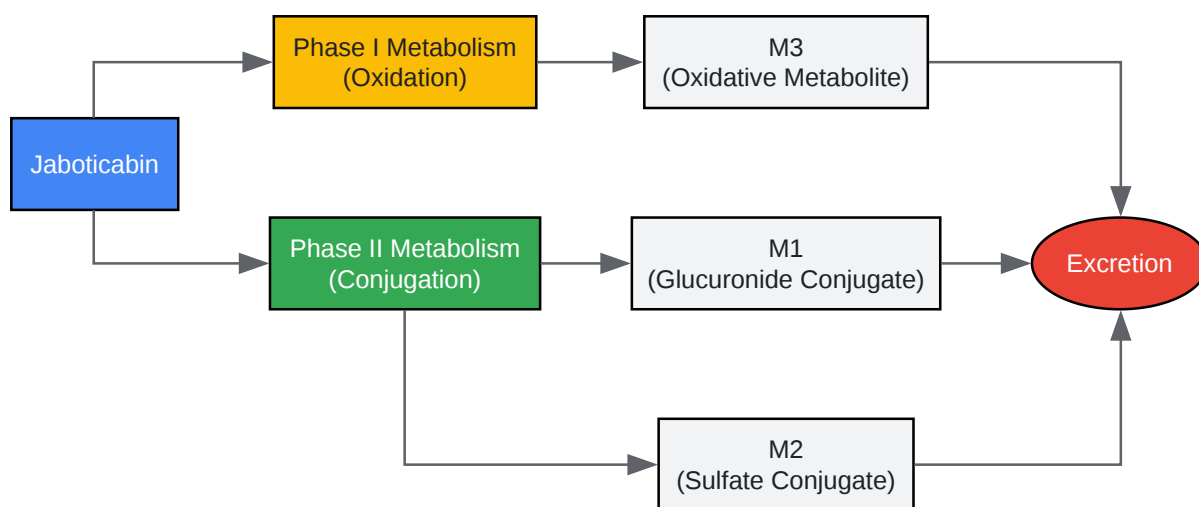 Phase I Metabolism
(Oxidation)
M3
(Oxidative Metabolite)
Jaboticabin
Phase II Metabolism
(Conjugation)
M1
(Glucuronide Conjugate)
Excretion
M2
(Sulfate Conjugate)